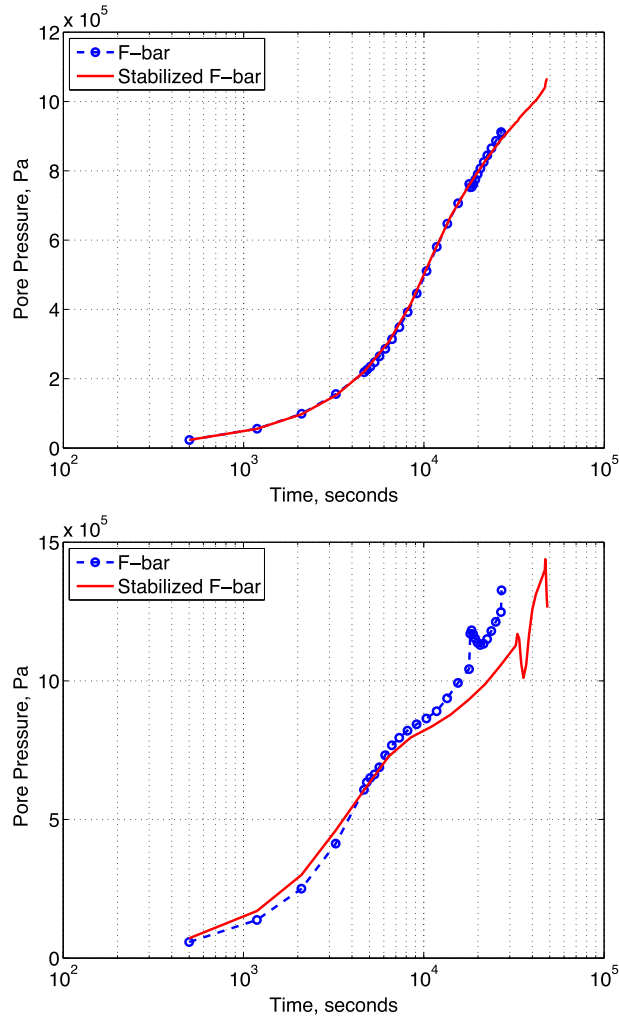 x 10^5
12
10
8
6
4
2
0
F-bar
Stabilized F-bar
Pore Pressure, Pa
10^2
10^3
10^4
10^5
Time, seconds
x 10^5
15
10
5
0
F-bar
Stabilized F-bar
Pore Pressure, Pa
10^2
10^3
10^4
10^5
Time, seconds